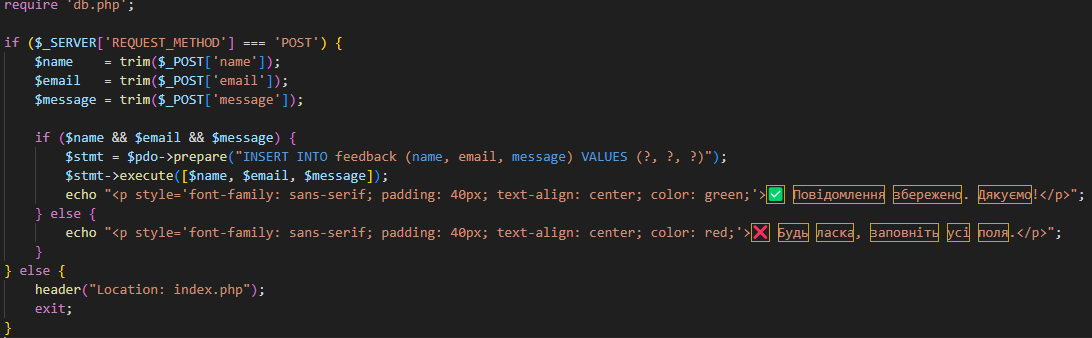 require 'db.php';
if ($_SERVER['REQUEST_METHOD'] === 'POST') {
    $name    = trim($_POST['name']);
    $email   = trim($_POST['email']);
    $message = trim($_POST['message']);
    if ($name && $email && $message) {
        $stmt = $pdo->prepare("INSERT INTO feedback (name, email, message) VALUES (?, ?, ?)");
        $stmt->execute([$name, $email, $message]);
        echo "<p style='font-family: sans-serif; padding: 40px; text-align: center; color: green;'>✅ Повідомлення збережено. Дякуємо!</p>";
    } else {
        echo "<p style='font-family: sans-serif; padding: 40px; text-align: center; color: red;'>❌ Будь ласка, заповніть усі поля.</p>";
    }
} else {
    header("Location: index.php");
    exit;
}